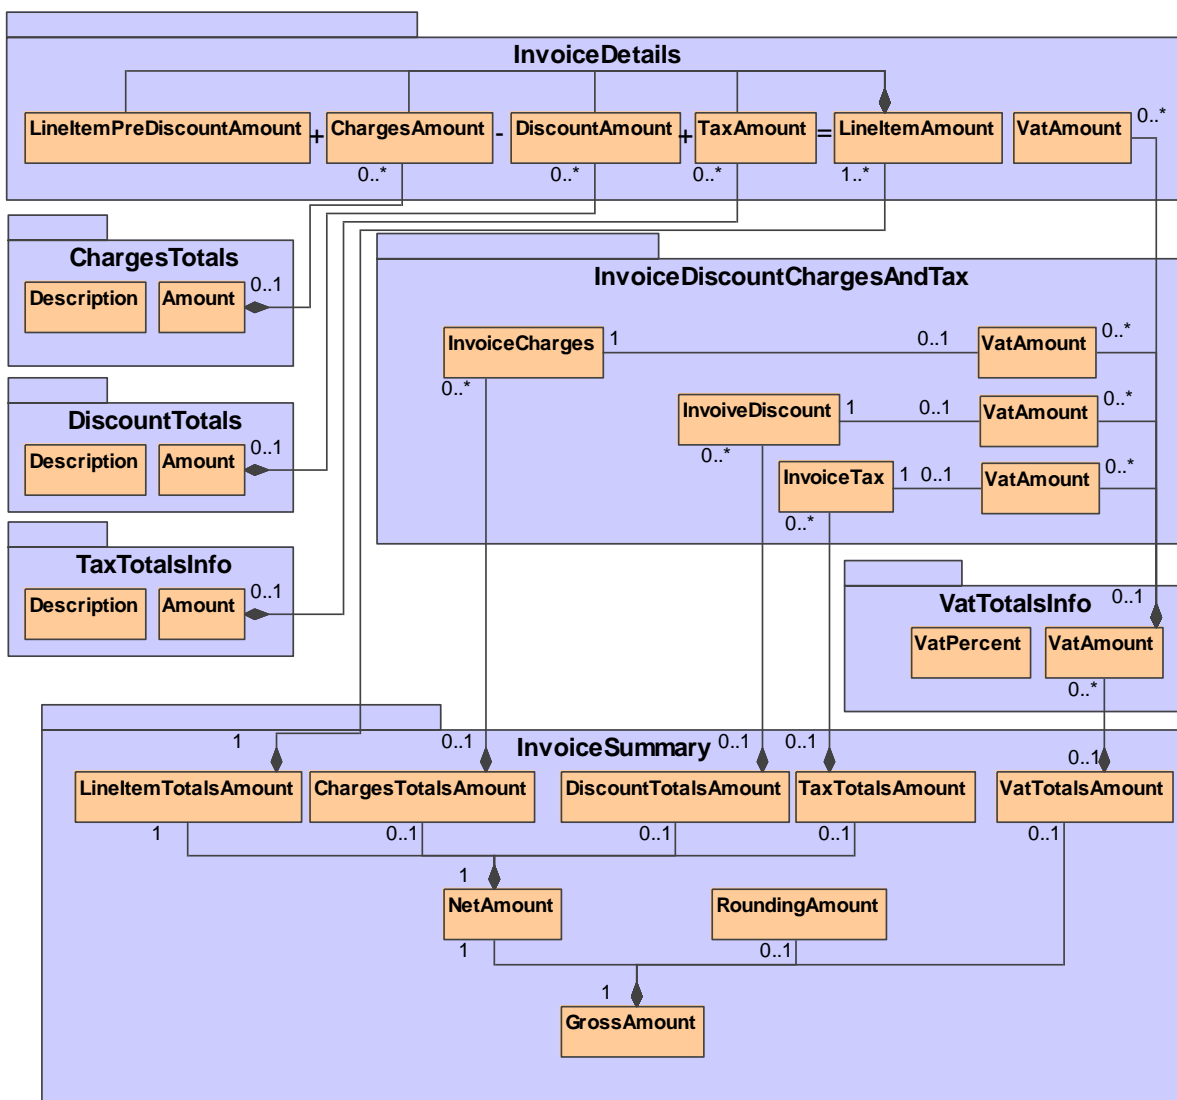 InvoiceDetails
LineItemPreDiscountAmount + ChargesAmount - DiscountAmount + TaxAmount = LineItemAmount VatAmount 0..*
0..* 0..* 0..* 1..*
ChargesTotals
Description Amount 0..1
InvoiceDiscountChargesAndTax
InvoiceCharges 1 0..1 VatAmount 0..*
0..*
DiscountTotals
Description Amount 0..1
InvoiveDiscount 1 0..1 VatAmount 0..*
0..*
InvoiceTax 1 0..1 VatAmount 0..*
0..*
TaxTotalsInfo
Description Amount 0..1
VatTotalsInfo 0..1
VatPercent VatAmount
0..*
InvoiceSummary
1 0..1 0..1 0..1 0..1
LineItemTotalsAmount ChargesTotalsAmount DiscountTotalsAmount TaxTotalsAmount VatTotalsAmount
1 0..1 0..1 0..1 0..1
1
NetAmount RoundingAmount
1 0..1
1
GrossAmount